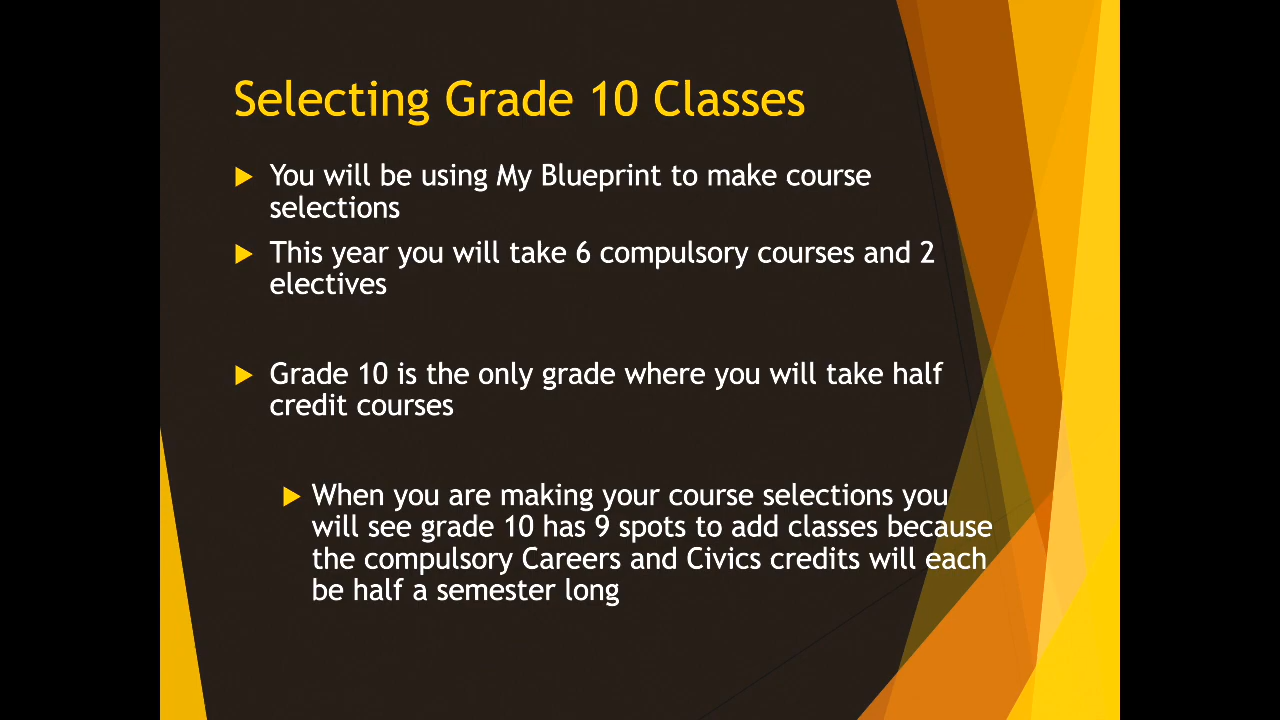 Selecting Grade 10 Classes
You will be using My Blueprint to make course
selections
This year you will take 6 compulsory courses and 2
electives
Grade 10 is the only grade where you will take half
credit courses
When you are making your course selections you
will see grade 10 has 9 spots to add classes because
the compulsory Careers and Civics credits will each
be half a semester long